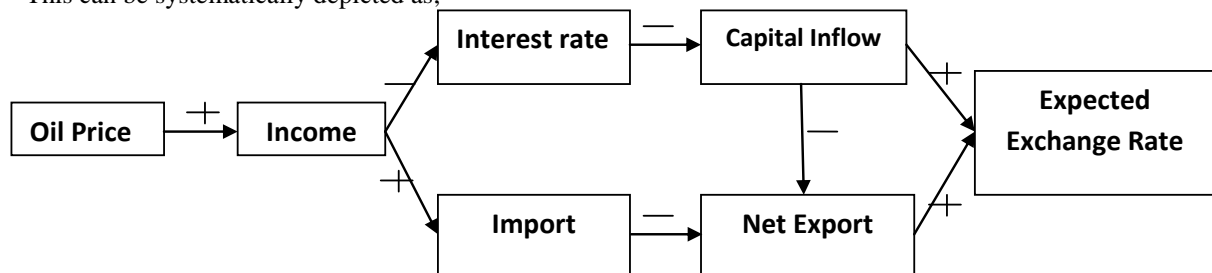 This can be systematically depicted as,
Interest rate
Capital Inflow
Expected
Exchange Rate
Oil Price
Income
Import
Net Export